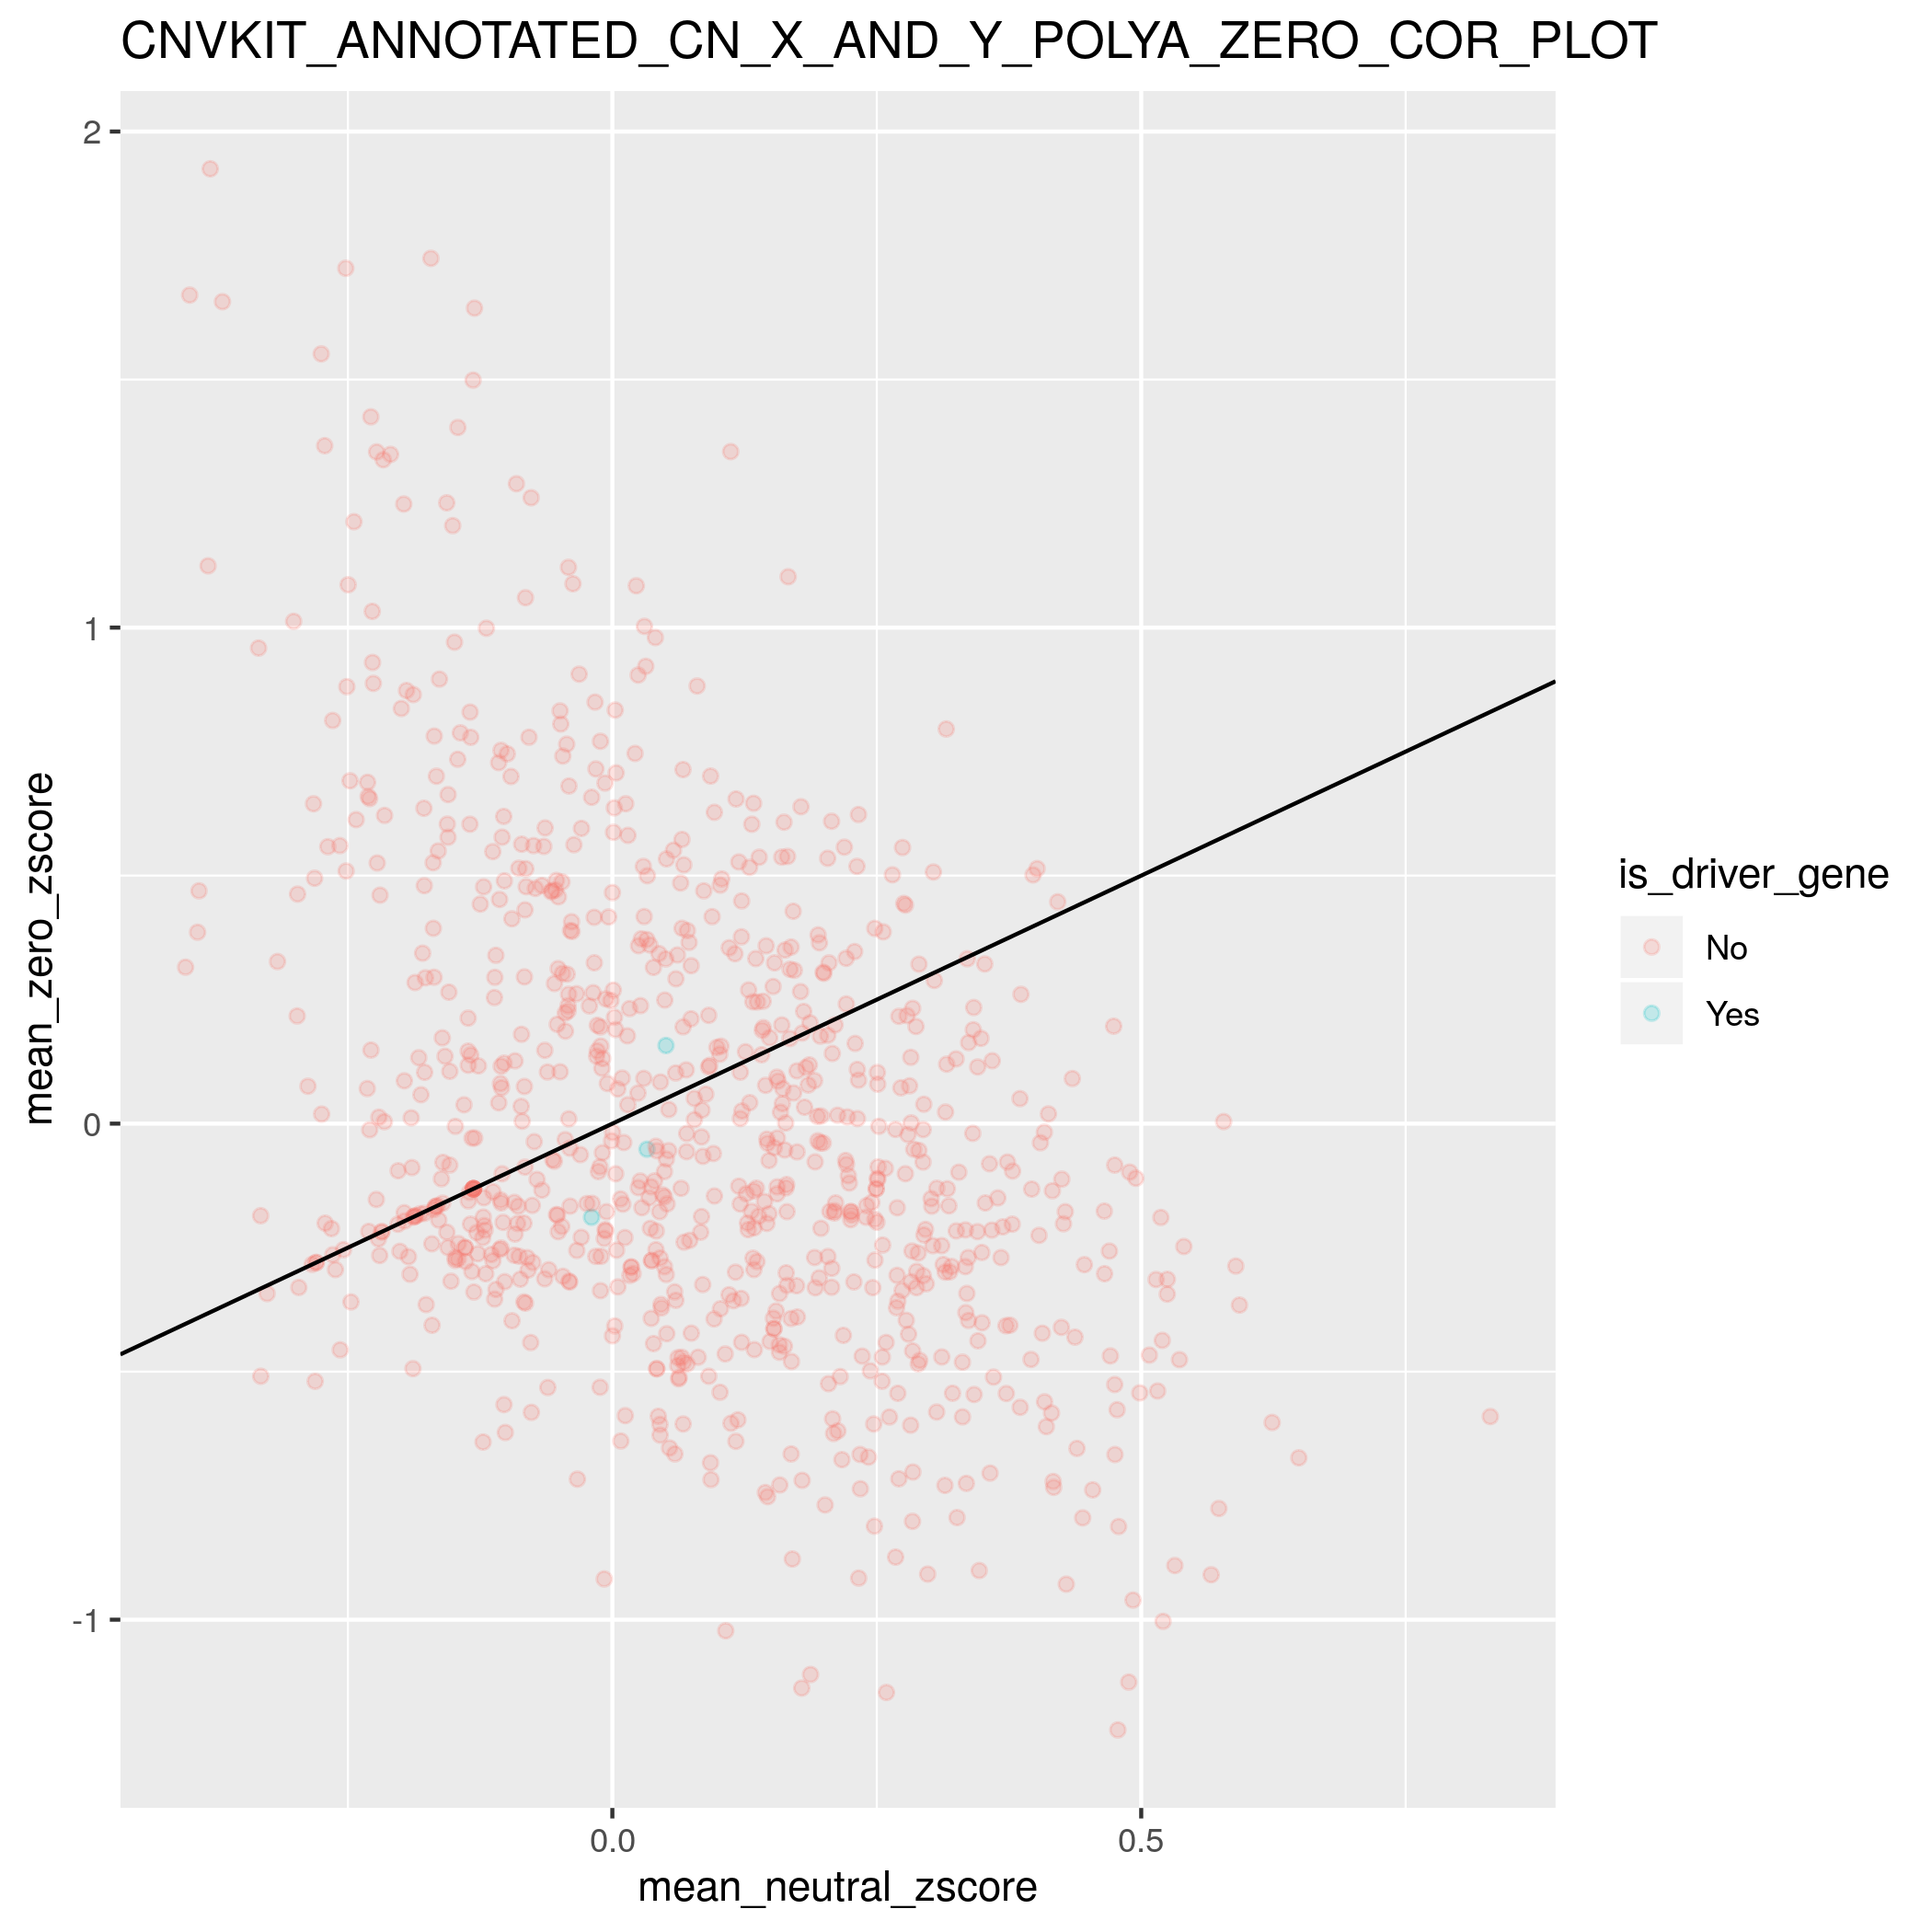 CNVKIT_ANNOTATED_CN_X_AND_Y_POLYA_ZERO_COR_PLOT
2
1
0
-1
mean_zero_zscore
0.0 0.5
mean_neutral_zscore
is_driver_gene
No
Yes